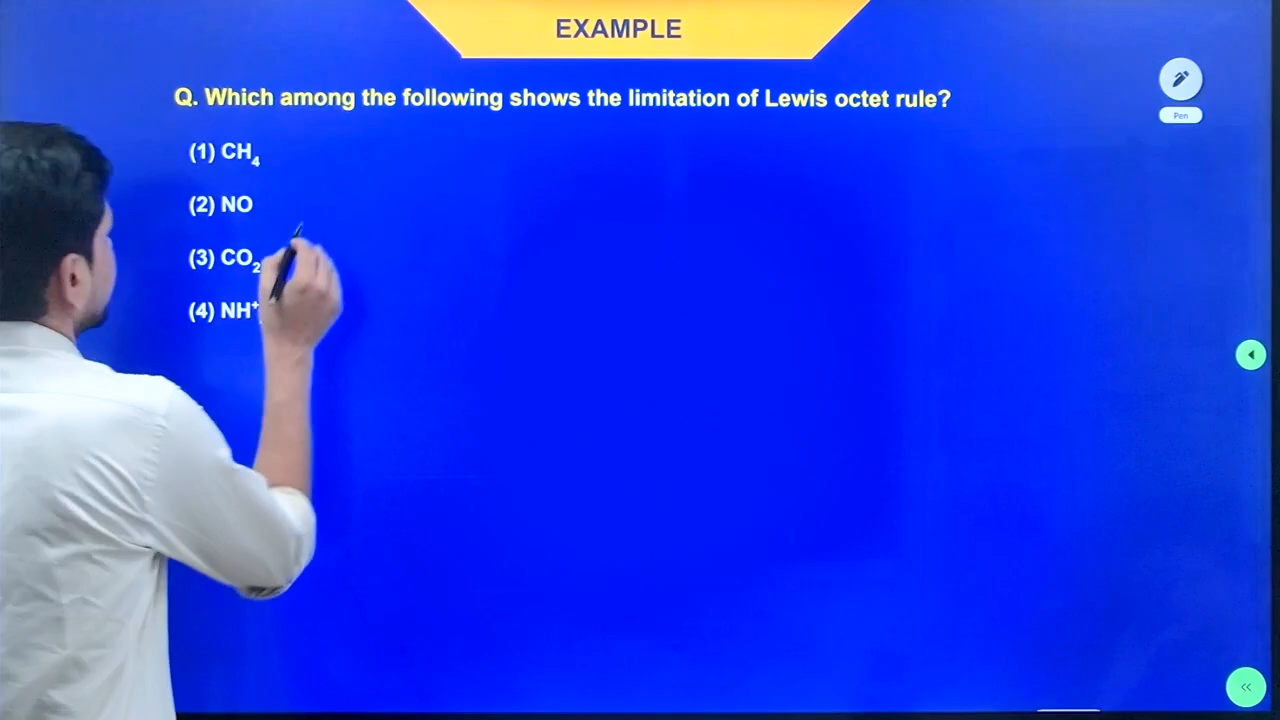 EXAMPLE
Q. Which among the following shows the limitation of Lewis octet rule?
(1) CH4
(2) NO
(3) CO2
(4) NH+
Pen